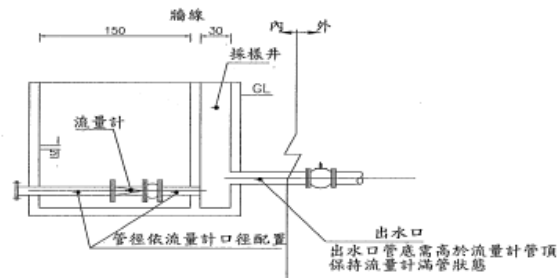 牆線
150
30
內
外
採樣井
GL
流量計
管徑依流量計口徑配置
出水口
出水口管底需高於流量計管頂
保持流量計滿管狀態